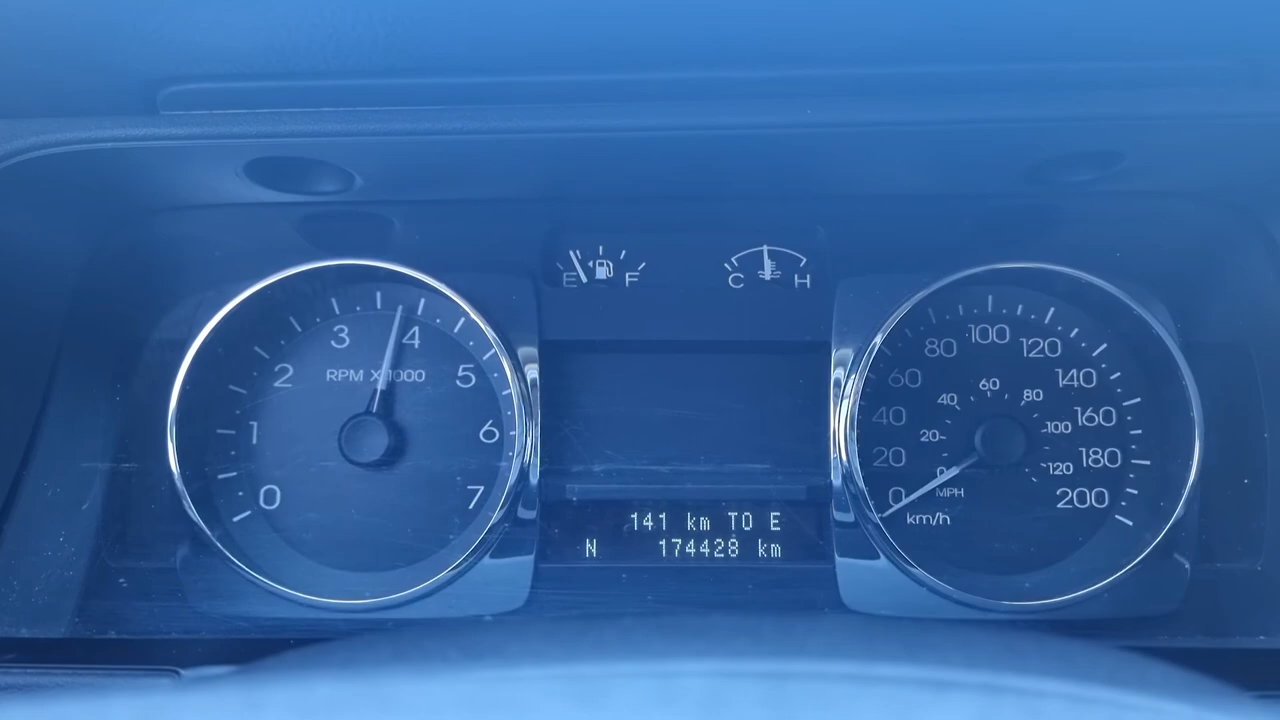 E F
C H
0 1 2 3 4 5 6 7
RPM X 1000
0 20 40 60 80 100 120 140 160 180 200
km/h
0 20 40 60 80 100 120
MPH
141 km TO E
N 174428 km